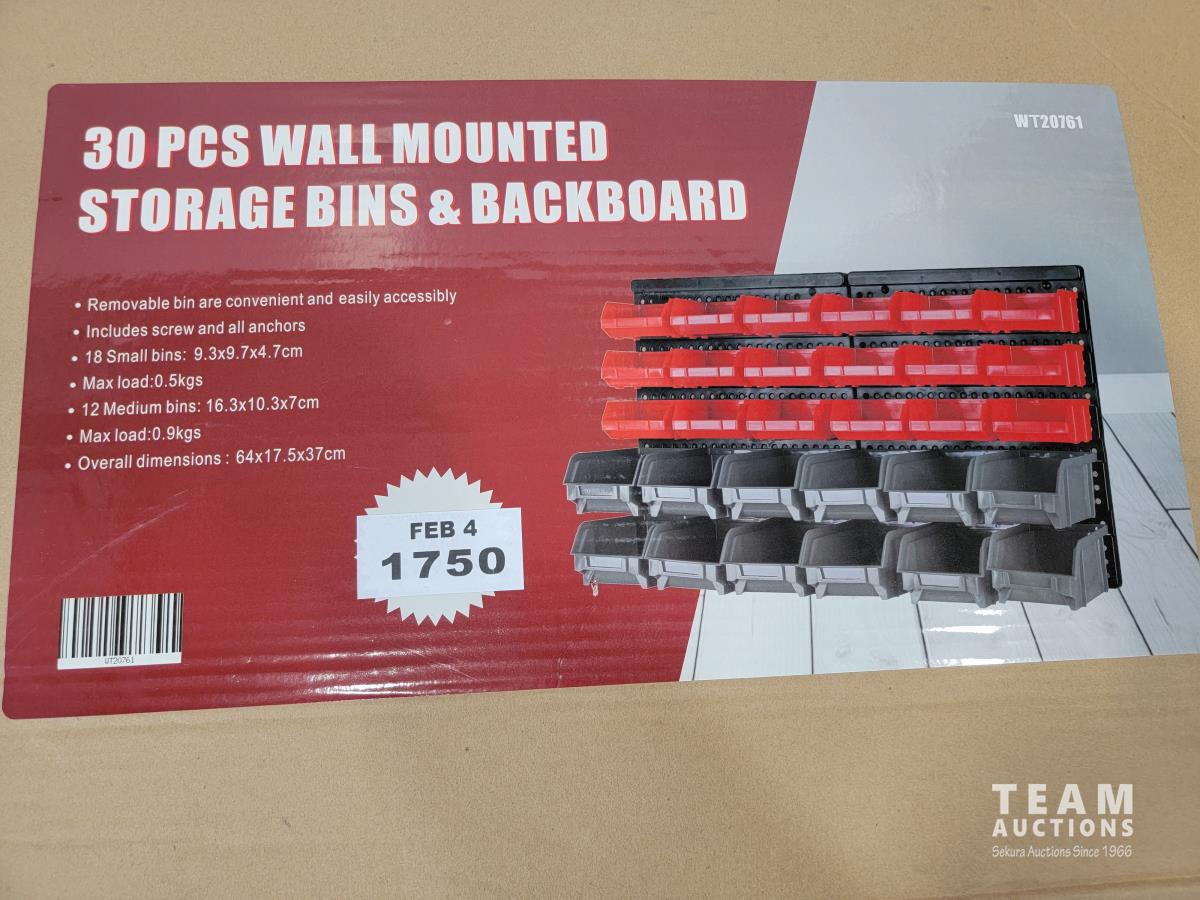 30 PCS WALL MOUNTED
STORAGE BINS & BACKBOARD
WT20761
• Removable bin are convenient and easily accessibly
• Includes screw and all anchors
• 18 Small bins: 9.3x9.7x4.7cm
• Max load:0.5kgs
• 12 Medium bins: 16.3x10.3x7cm
• Max load:0.9kgs
• Overall dimensions : 64x17.5x37cm
FEB 4
1750
WT20761
TEAM
AUCTIONS
Sekura Auctions Since 1966